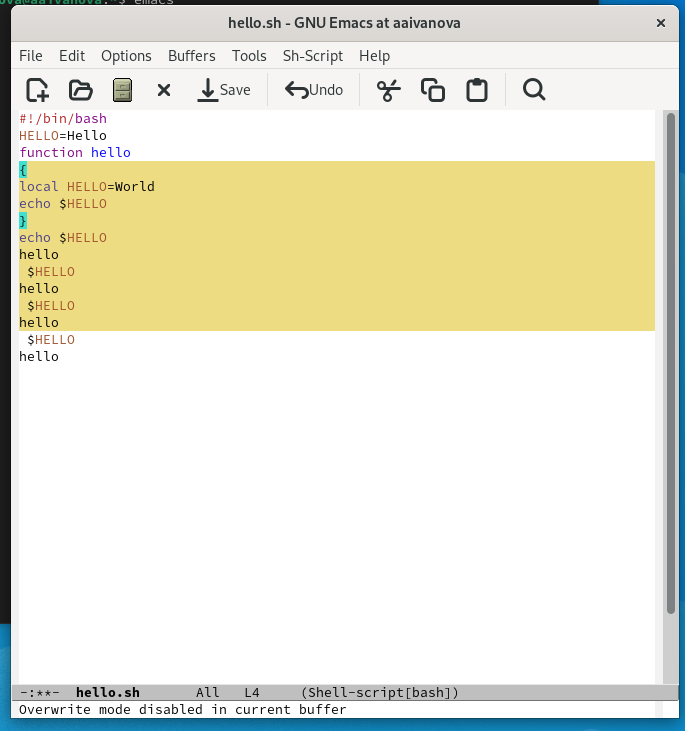 ova@aaivanova:~$ emacs
hello.sh - GNU Emacs at aaivanova
File Edit Options Buffers Tools Sh-Script Help
Save Undo
#!/bin/bash
HELLO=Hello
function hello
{
local HELLO=World
echo $HELLO
}
echo $HELLO
hello
 $HELLO
hello
 $HELLO
hello
 $HELLO
hello
-:**-  hello.sh       All   L4     (Shell-script[bash])
Overwrite mode disabled in current buffer